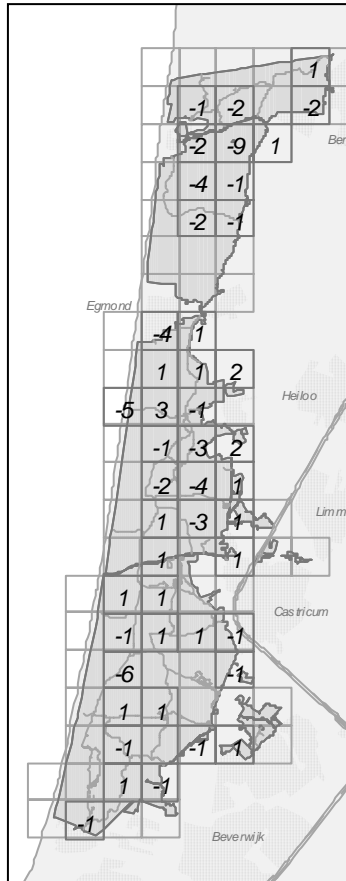 1
-1 -2 -2
Ber
-2 -9 1
-4 -1
-2 -1
Egmond
-4 1
1 1 2
Heiloo
-5 3 -1
-1 -3 2
-2 -4 1
Limm
1 -3 1
1 1
Castricum
1 1
-1 1 1 -1
-6 -1
1 1
-1 -1 -1
1 -1
-1
Beverwijk